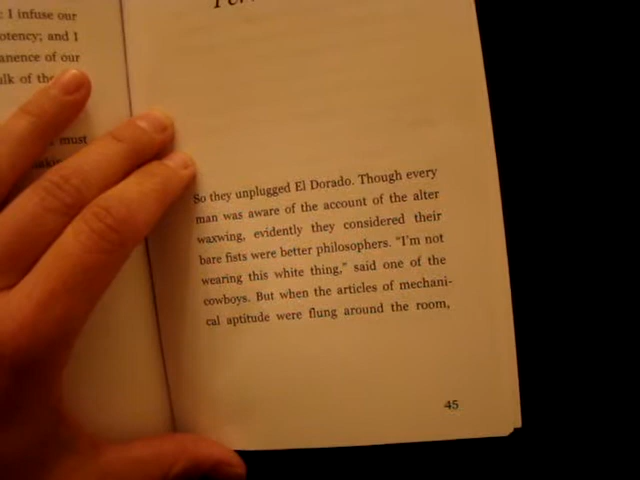 : I infuse our
otency; and I
anence of our
ulk of the
must
So they unplugged El Dorado. Though every
man was aware of the account of the alter
waxwing, evidently they considered their
bare fists were better philosophers. “I’m not
wearing this white thing,” said one of the
cowboys. But when the articles of mechani-
cal aptitude were flung around the room,
45